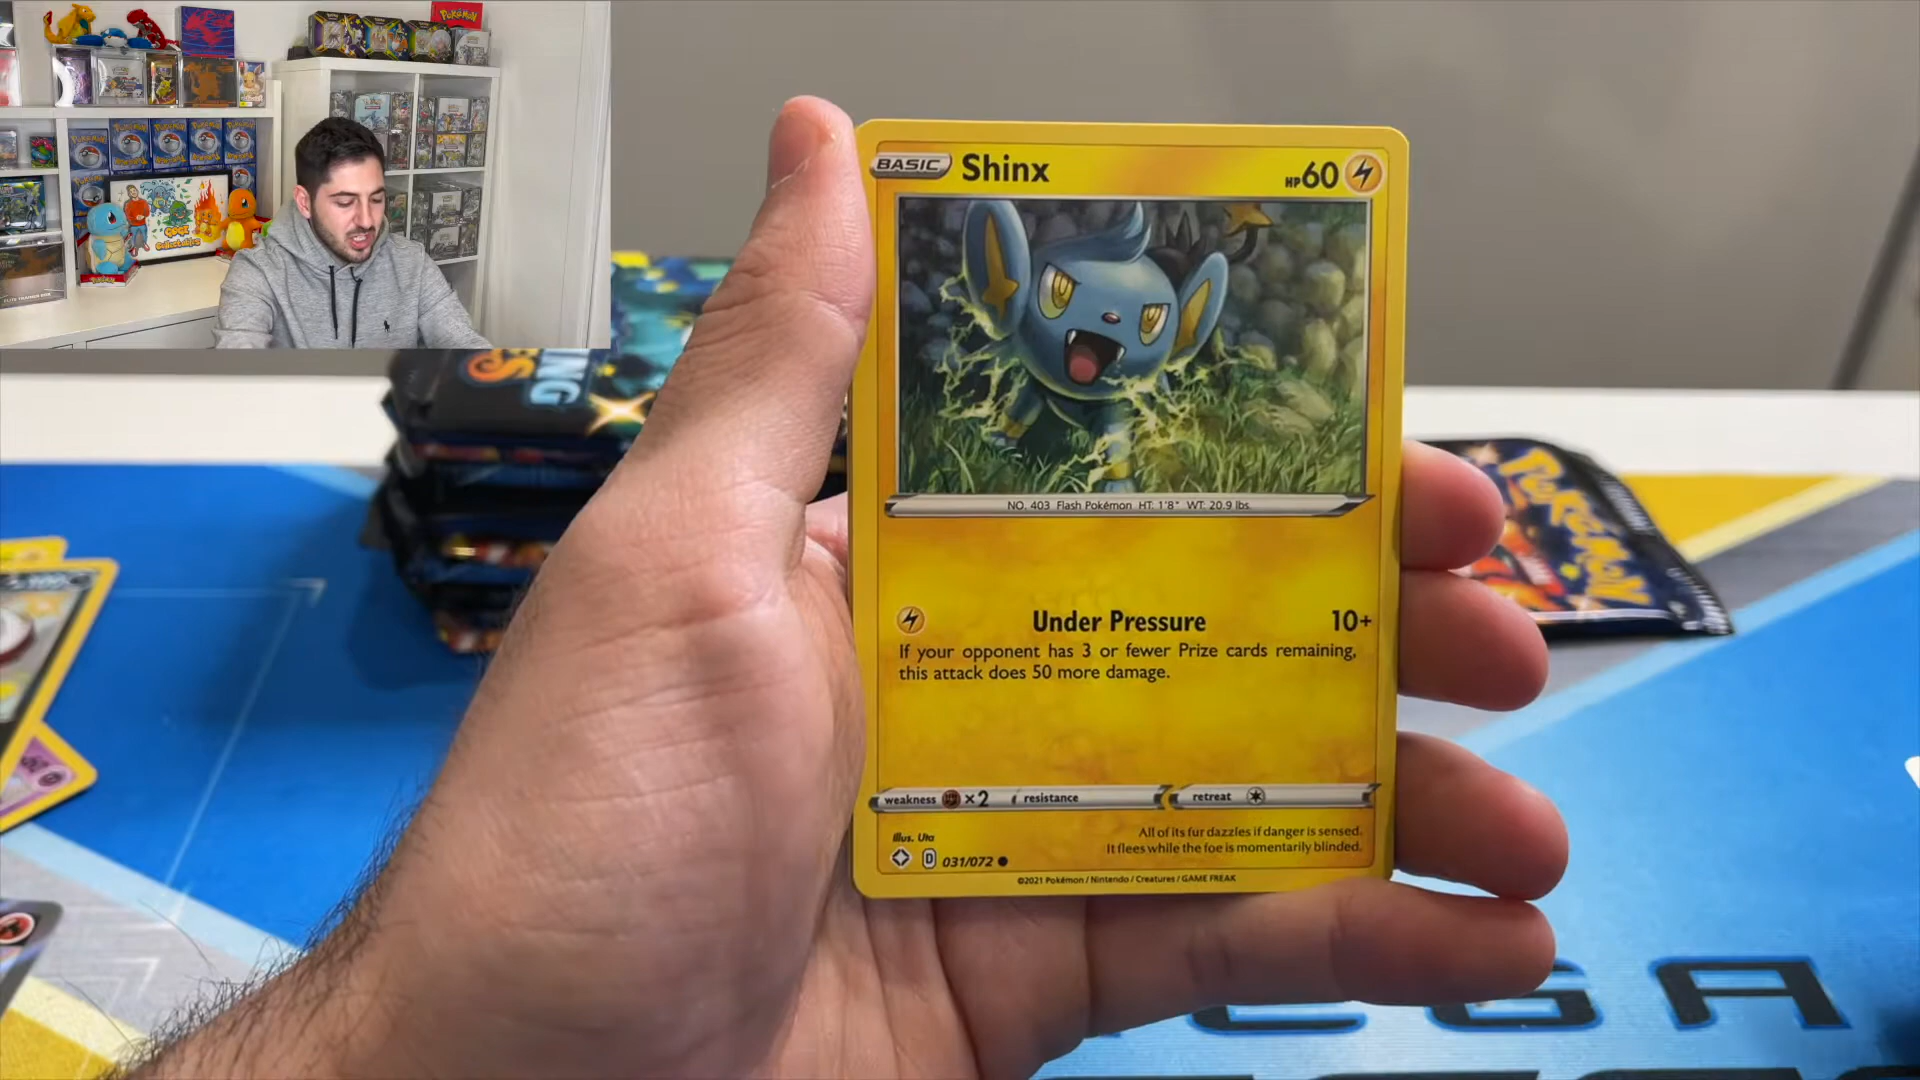 Pokémon
BASIC Shinx HP60
NO. 403 Flash Pokémon HT: 1'8" WT: 20.9 lbs.
Under Pressure 10+
If your opponent has 3 or fewer Prize cards remaining,
this attack does 50 more damage.
weakness ×2 resistance retreat
Illus. Uta
All of its fur dazzles if danger is sensed.
It flees while the foe is momentarily blinded.
D 031/072
©2021 Pokémon / Nintendo / Creatures / GAME FREAK
Pokémon